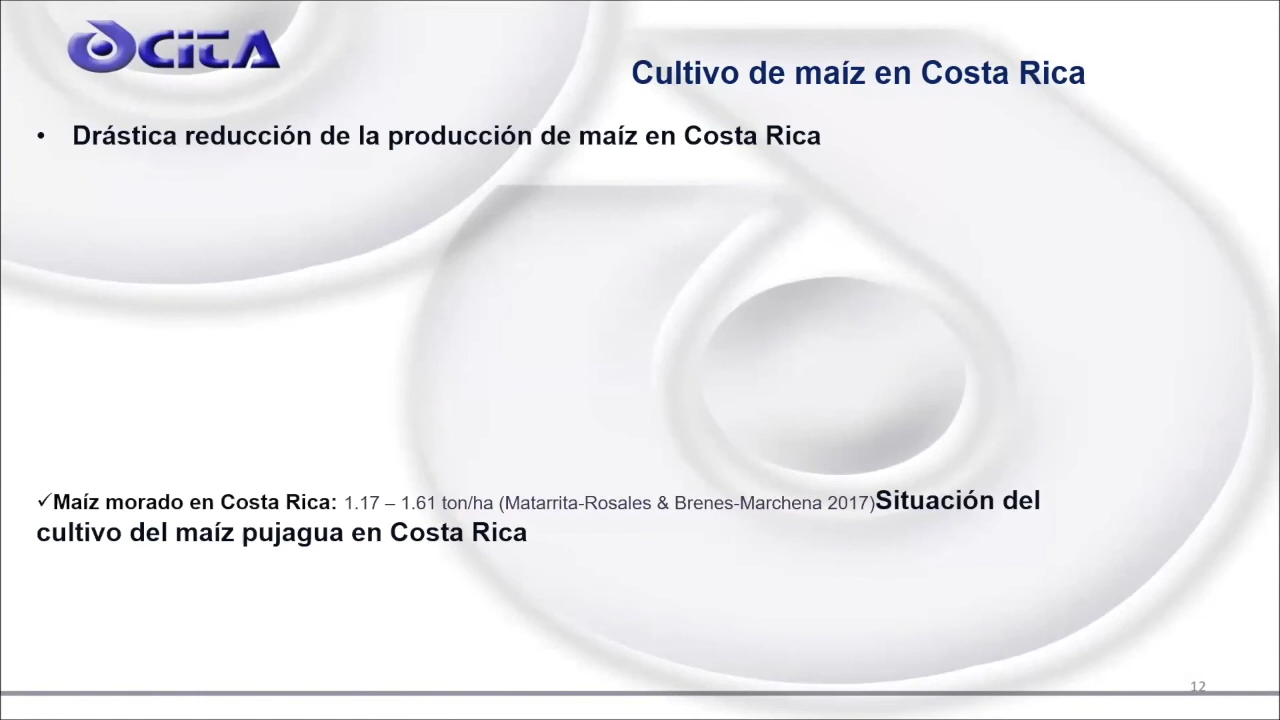 CITA
Cultivo de maíz en Costa Rica
• Drástica reducción de la producción de maíz en Costa Rica
✓Maíz morado en Costa Rica: 1.17 – 1.61 ton/ha (Matarrita-Rosales & Brenes-Marchena 2017)Situación del
cultivo del maíz pujagua en Costa Rica
12